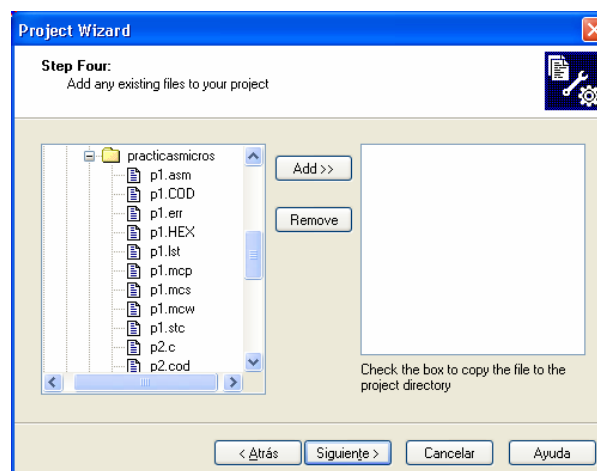 Project Wizard
Step Four:
Add any existing files to your project
practicasmicros
p1.asm
p1.COD
p1.err
p1.HEX
p1.lst
p1.mcp
p1.mcs
p1.mcw
p1.stc
p2.c
p2.cod
Add >>
Remove
Check the box to copy the file to the
project directory
< Atrás
Siguiente >
Cancelar
Ayuda